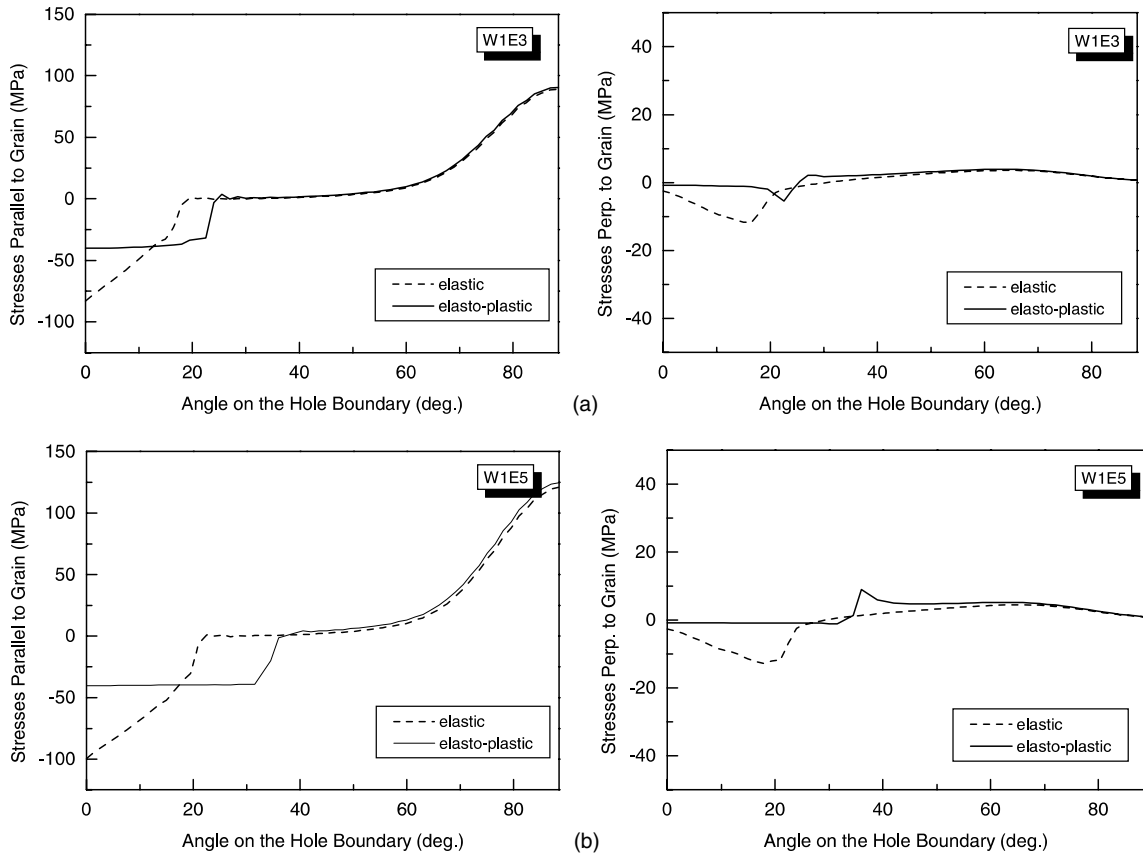 150
100
50
0
-50
-100
Stresses Parallel to Grain (MPa)
W1E3
elastic
elasto-plastic
0 20 40 60 80
Angle on the Hole Boundary (deg.)
40
20
0
-20
-40
Stresses Perp. to Grain (MPa)
W1E3
elastic
elasto-plastic
0 20 40 60 80
Angle on the Hole Boundary (deg.)
(a)
150
100
50
0
-50
-100
Stresses Parallel to Grain (MPa)
W1E5
elastic
elasto-plastic
0 20 40 60 80
Angle on the Hole Boundary (deg.)
40
20
0
-20
-40
Stresses Perp. to Grain (MPa)
W1E5
elastic
elasto-plastic
0 20 40 60 80
Angle on the Hole Boundary (deg.)
(b)